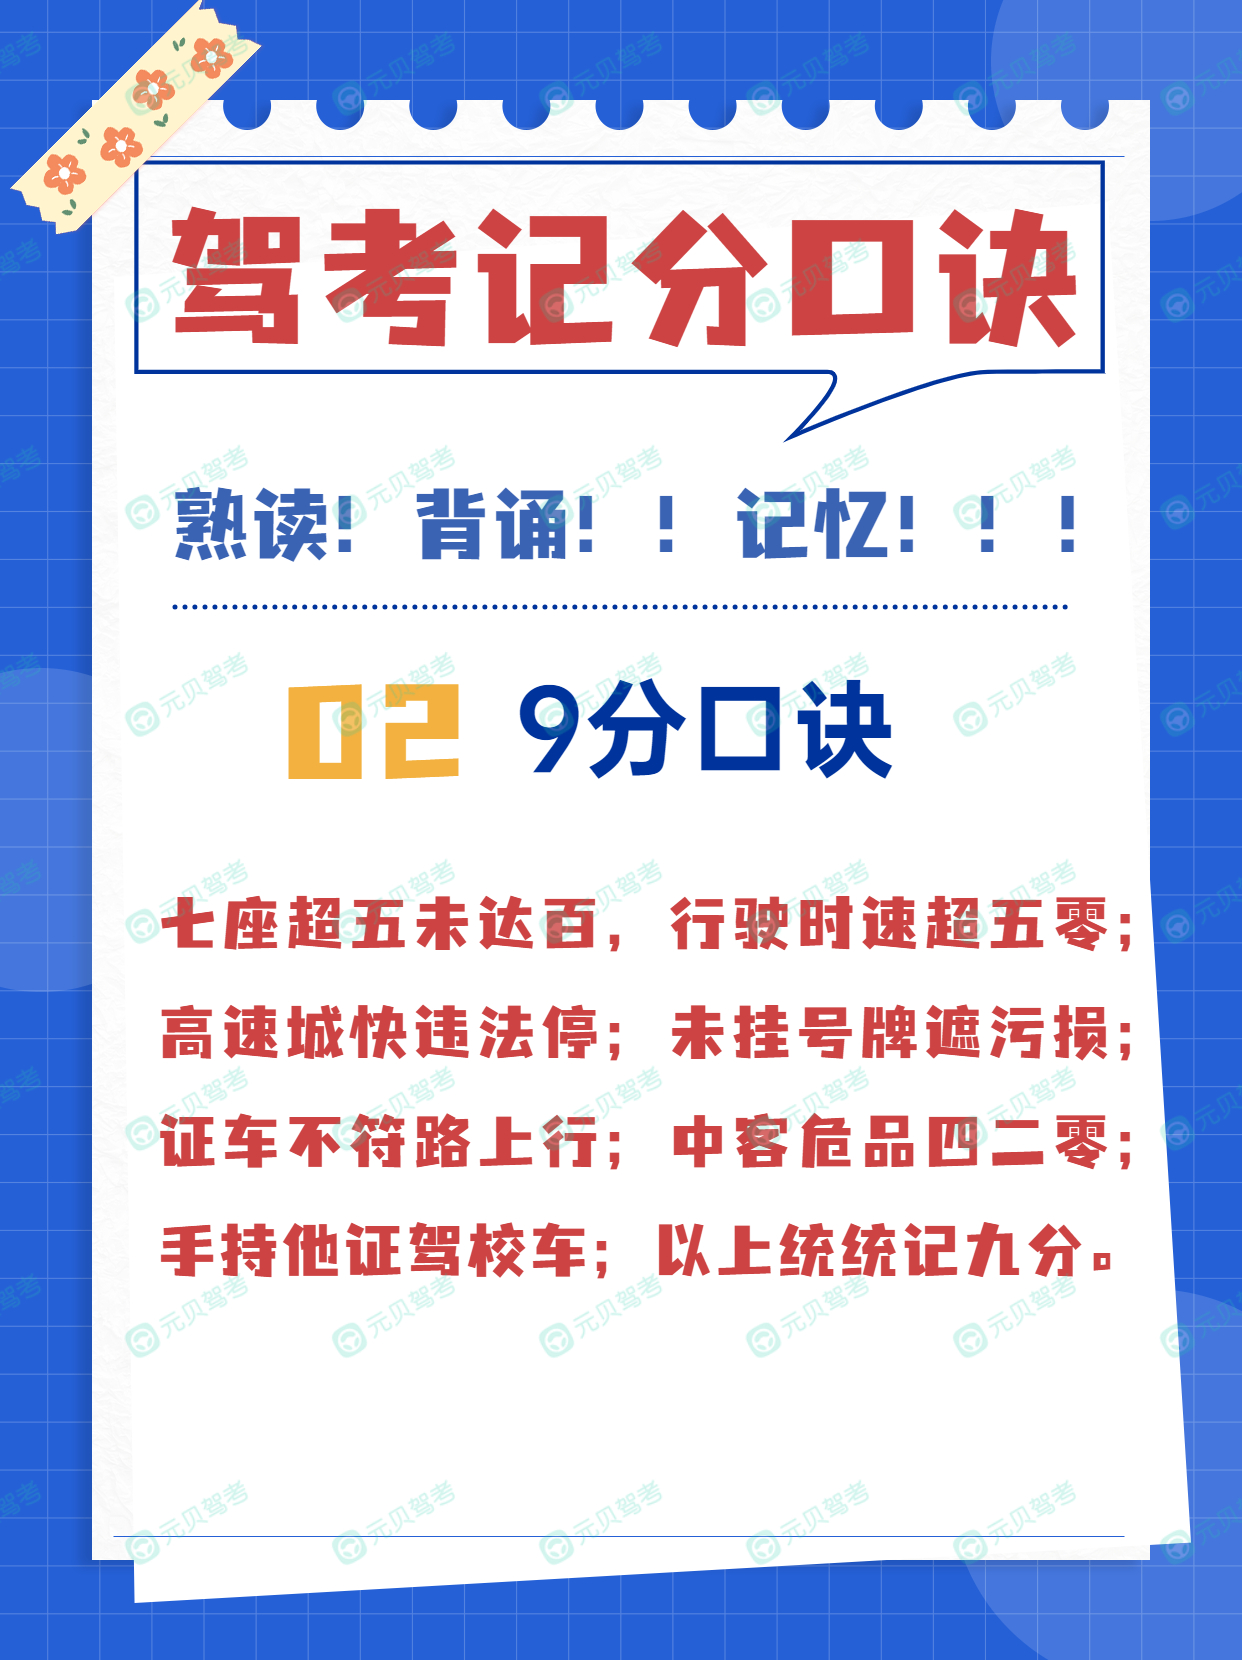 驾考记分口诀
熟读！背诵！！记忆！！！
02 9分口诀
七座超五未达百，行驶时速超五零；
高速城快违法停；未挂号牌遮污损；
证车不符路上行；中客危品四二零；
手持他证驾校车；以上统统记九分。
元贝驾考